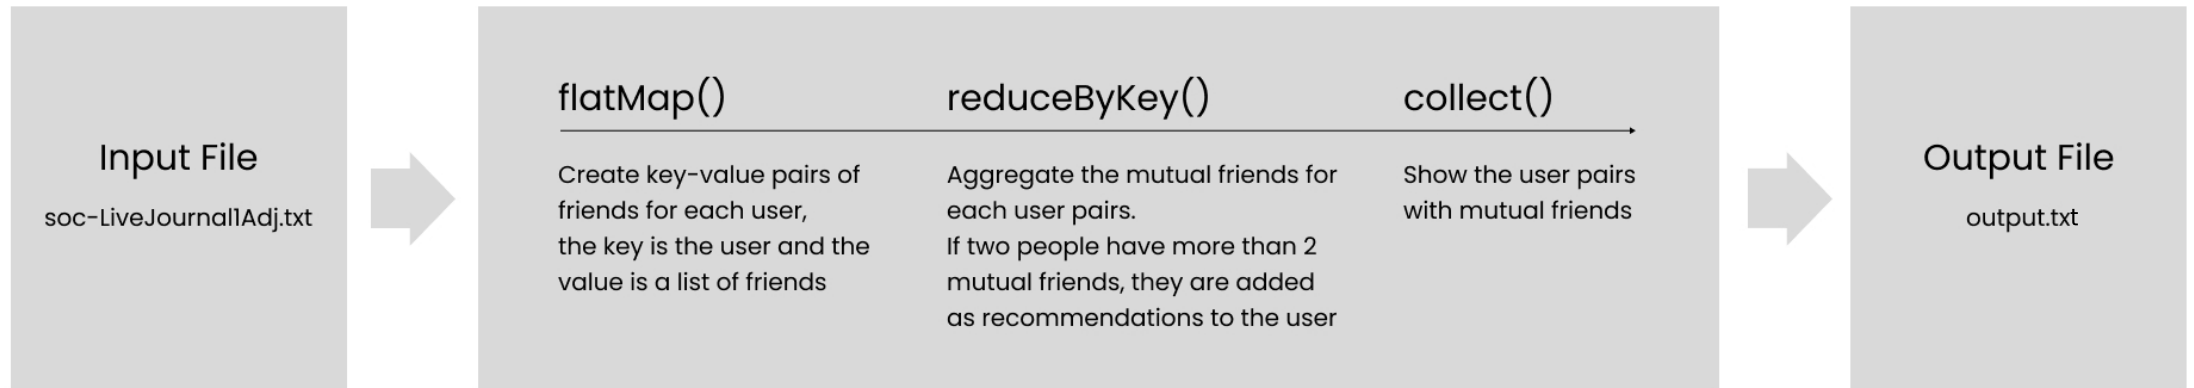 Input File
soc-LiveJournal1Adj.txt
flatMap()
Create key-value pairs of
friends for each user,
the key is the user and the
value is a list of friends
reduceByKey()
Aggregate the mutual friends for
each user pairs.
If two people have more than 2
mutual friends, they are added
as recommendations to the user
collect()
Show the user pairs
with mutual friends
Output File
output.txt